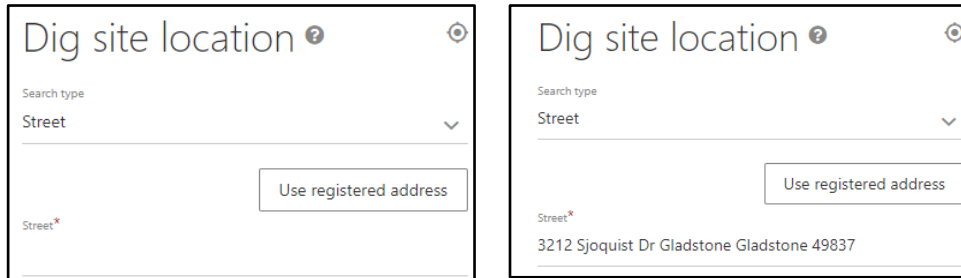 Dig site location ?
Search type
Street
Use registered address
Street*
Dig site location ?
Search type
Street
Use registered address
Street*
3212 Sjoquist Dr Gladstone Gladstone 49837